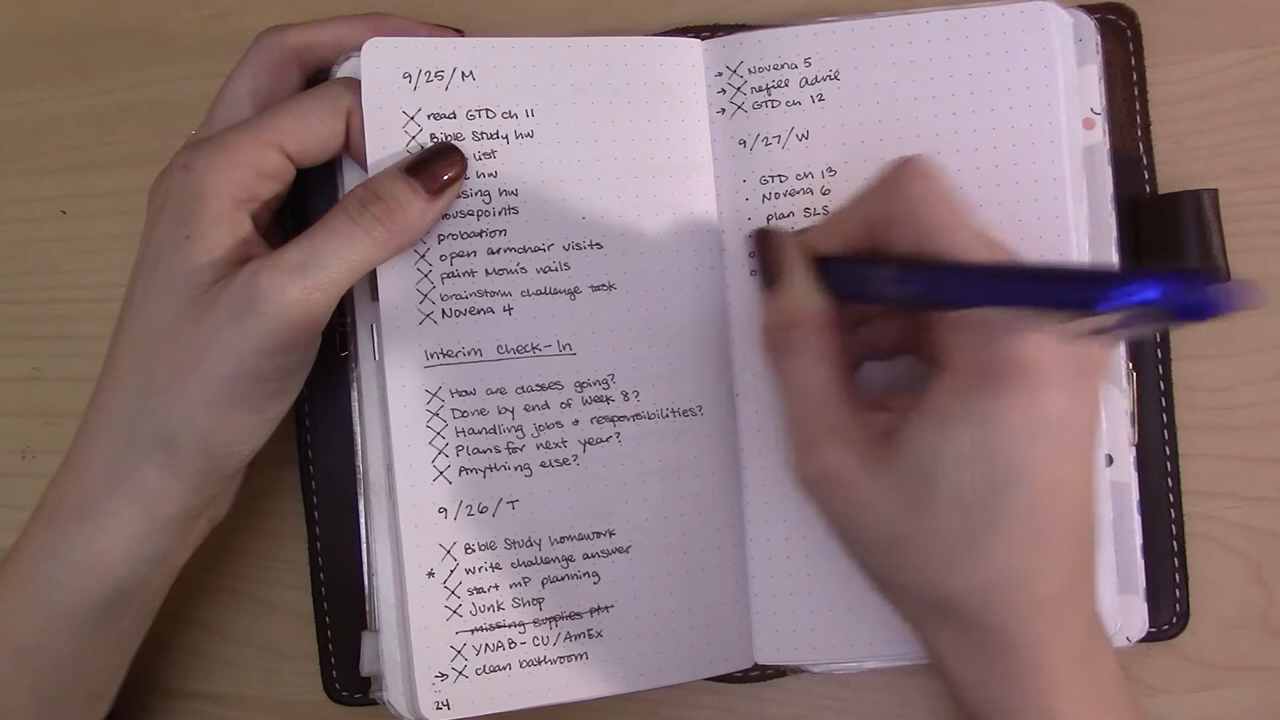 9/25/M
read GTD ch 11
Bible Study hw
list
hw
hw
housepoints
probation
open armchair visits
paint Mom's nails
brainstorm challenge task
Novena 4
Interim Check-In
How are classes going?
Done by end of Week 8?
Handling jobs & responsibilities?
Plans for next year?
Anything else?
9/26/T
Bible Study homework
* write challenge answer
start MP planning
Junk Shop
missing supplies
YNAB - CU/AmEx
→ clean bathroom
24
→ Novena 5
→ refill Advil
→ GTD ch 12
9/27/W
· GTD ch 13
· Novena 6
· plan SLS